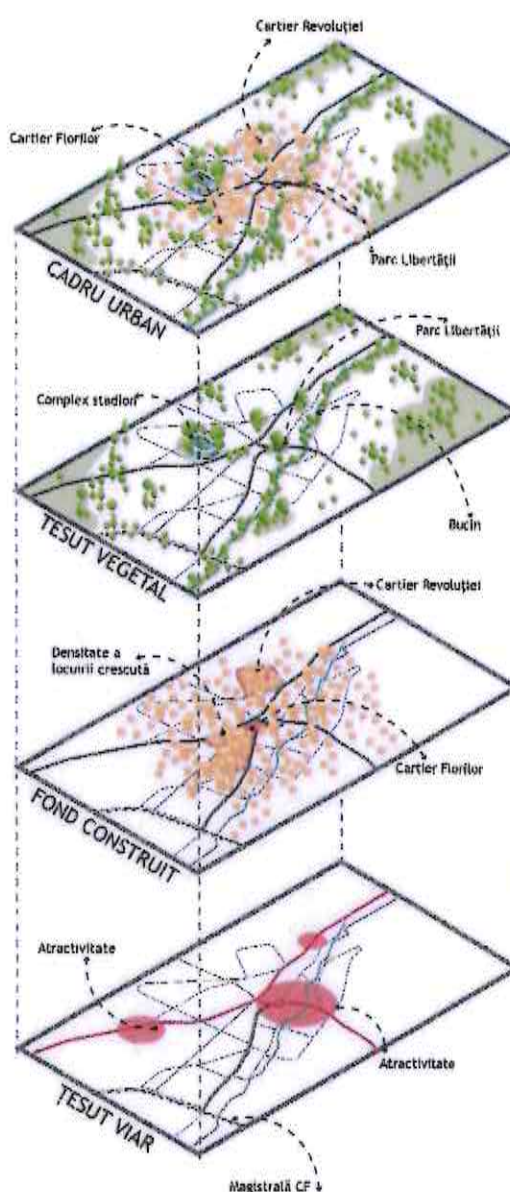 Cartier Revoluției
Cartier Florilor
Parc Libertății
CADRU URBAN
Parc Libertății
Complex stadion
Bucin
ȚESUT VEGETAL
Cartier Revoluției
Densitate a
locuirii crescută
Cartier Florilor
FOND CONSTRUIT
Atractivitate
Atractivitate
ȚESUT VIAR
Magistrală CF